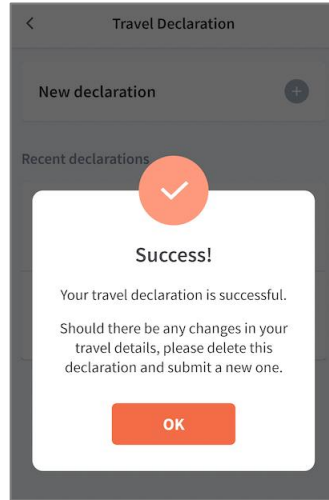 Travel Declaration
New declaration
Recent declarations
Success!
Your travel declaration is successful.
Should there be any changes in your
travel details, please delete this
declaration and submit a new one.
OK